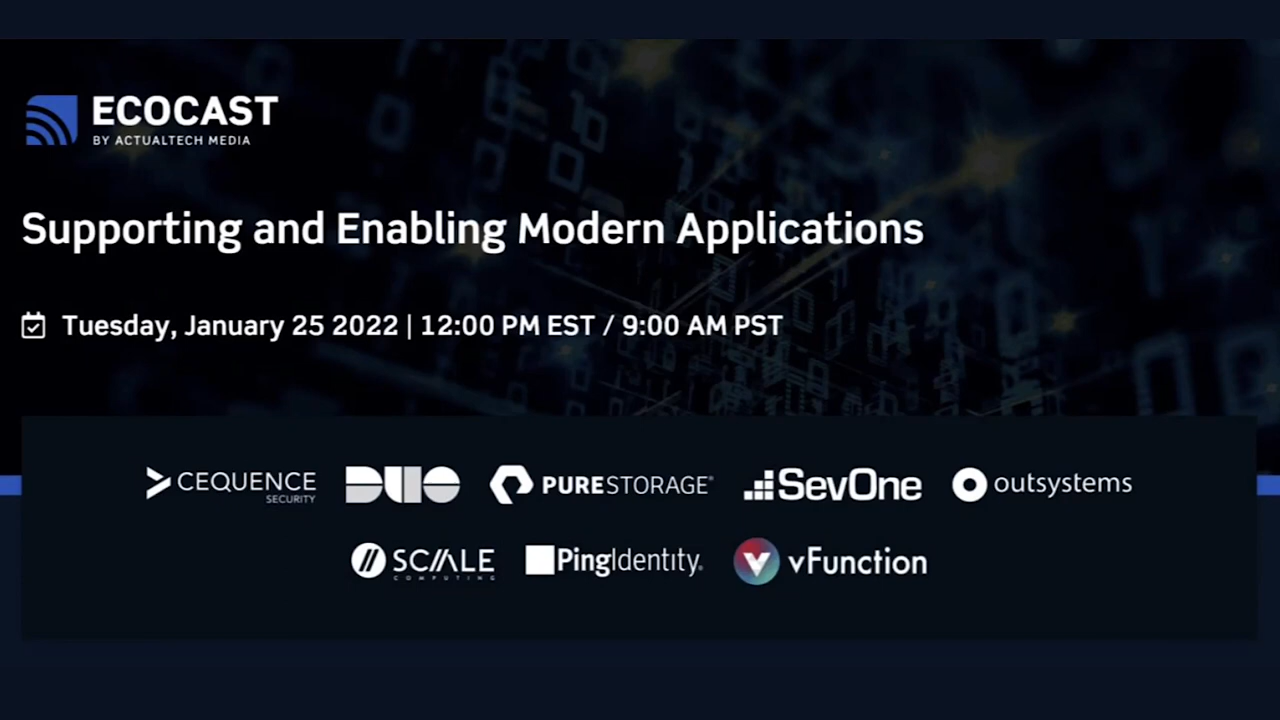 ECOCAST
BY ACTUALTECH MEDIA
Supporting and Enabling Modern Applications
Tuesday, January 25 2022 | 12:00 PM EST / 9:00 AM PST
CEQUENCE SECURITY DUO PURESTORAGE® SevOne outsystems
SCALE COMPUTING PingIdentity® vFunction